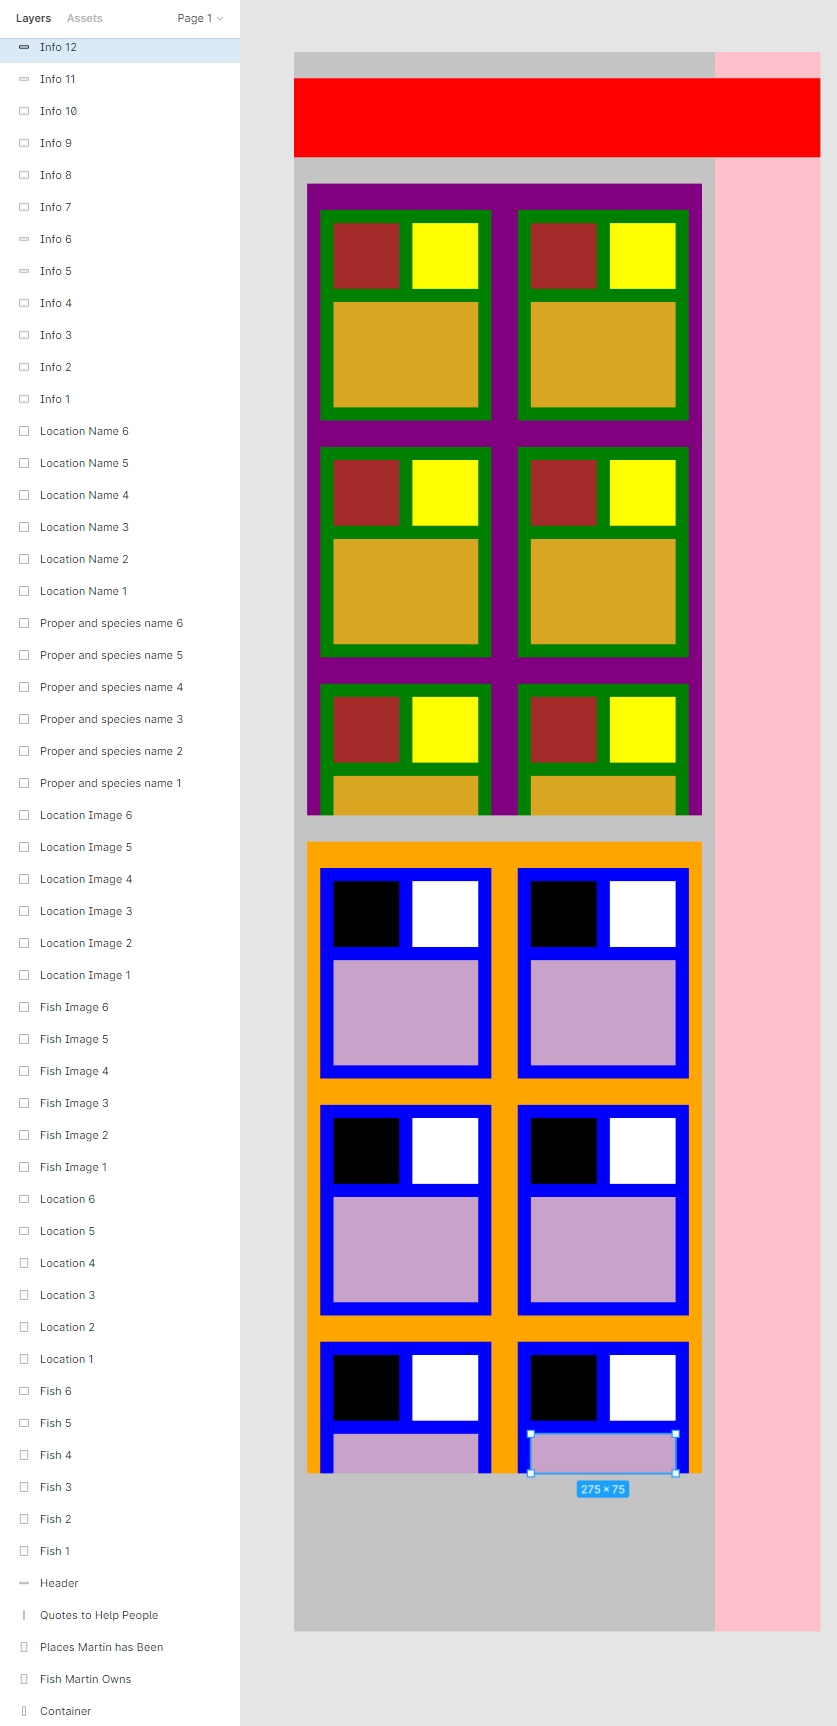 Layers Assets Page 1
Info 12
Info 11
Info 10
Info 9
Info 8
Info 7
Info 6
Info 5
Info 4
Info 3
Info 2
Info 1
Location Name 6
Location Name 5
Location Name 4
Location Name 3
Location Name 2
Location Name 1
Proper and species name 6
Proper and species name 5
Proper and species name 4
Proper and species name 3
Proper and species name 2
Proper and species name 1
Location Image 6
Location Image 5
Location Image 4
Location Image 3
Location Image 2
Location Image 1
Fish Image 6
Fish Image 5
Fish Image 4
Fish Image 3
Fish Image 2
Fish Image 1
Location 6
Location 5
Location 4
Location 3
Location 2
Location 1
Fish 6
Fish 5
Fish 4
Fish 3
Fish 2
Fish 1
Header
Quotes to Help People
Places Martin has Been
Fish Martin Owns
Container
275 × 75